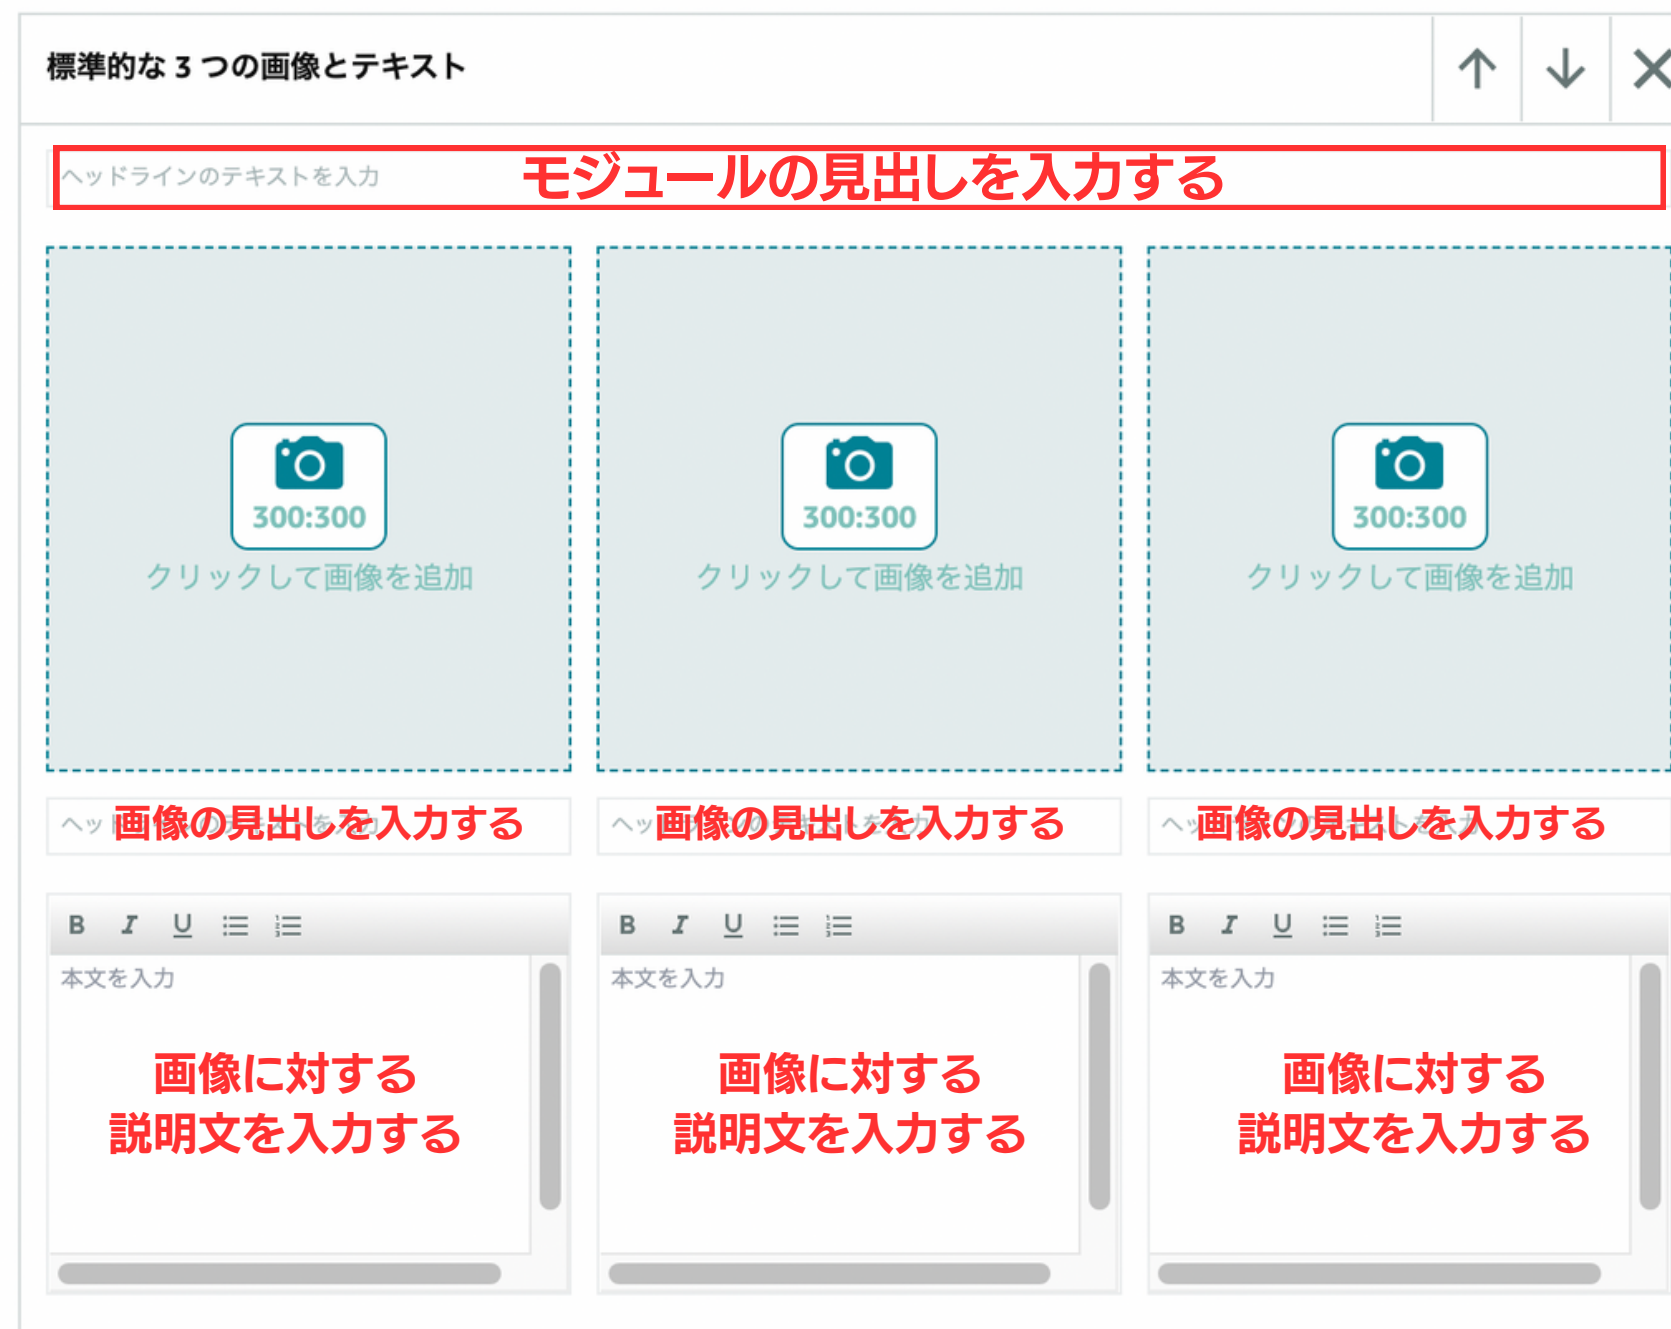 標準的な 3 つの画像とテキスト
ヘッドラインのテキストを入力
モジュールの見出しを入力する
300:300
クリックして画像を追加
300:300
クリックして画像を追加
300:300
クリックして画像を追加
画像の見出しを入力する
画像の見出しを入力する
画像の見出しを入力する
B I U
本文を入力
画像に対する
説明文を入力する
B I U
本文を入力
画像に対する
説明文を入力する
B I U
本文を入力
画像に対する
説明文を入力する